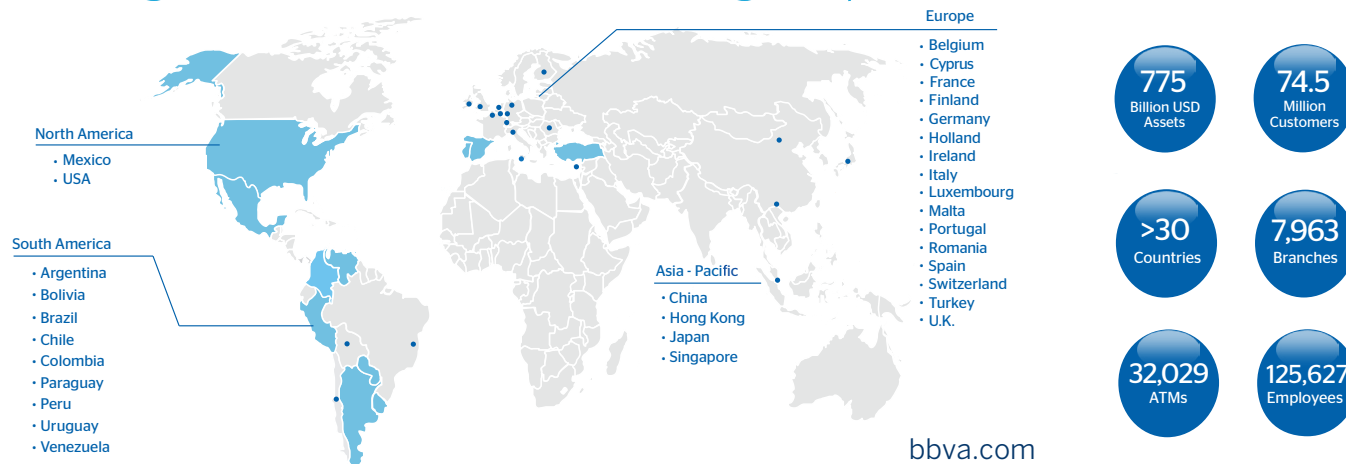 Europe
· Belgium
· Cyprus
· France
· Finland
· Germany
· Holland
· Ireland
· Italy
· Luxembourg
· Malta
· Portugal
· Romania
· Spain
· Switzerland
· Turkey
· U.K.
North America
· Mexico
· USA
South America
· Argentina
· Bolivia
· Brazil
· Chile
· Colombia
· Paraguay
· Peru
· Uruguay
· Venezuela
Asia - Pacific
· China
· Hong Kong
· Japan
· Singapore
775
Billion USD
Assets
74.5
Million
Customers
>30
Countries
7,963
Branches
32,029
ATMs
125,627
Employees
bbva.com